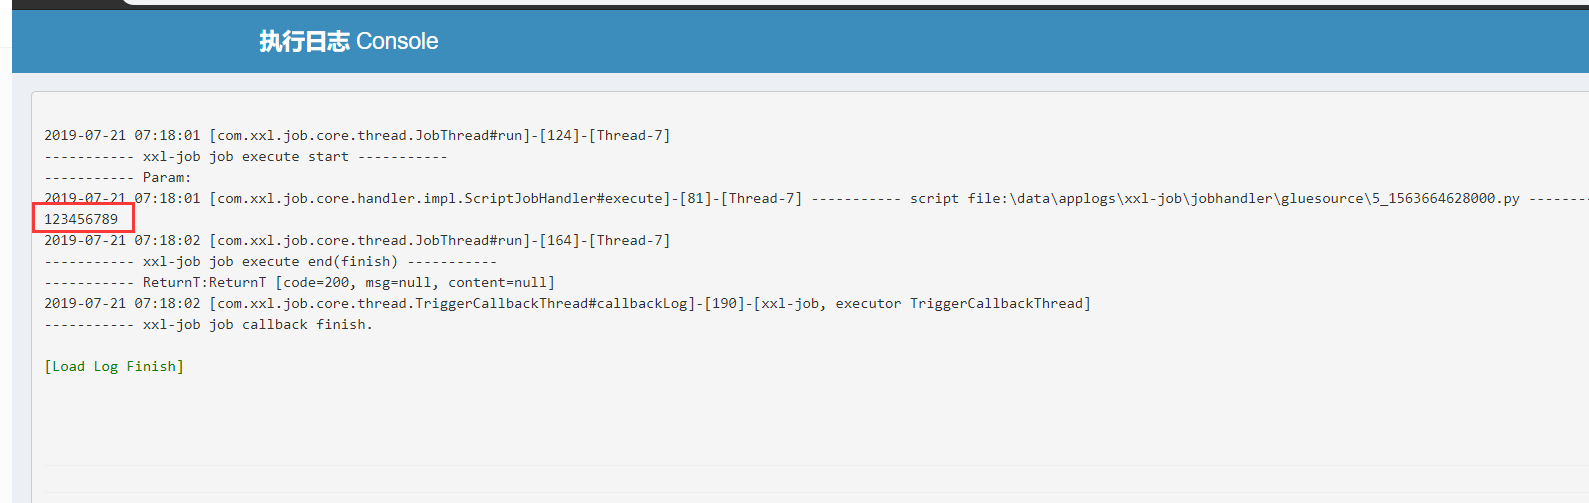 执行日志 Console
2019-07-21 07:18:01 [com.xxl.job.core.thread.JobThread#run]-[124]-[Thread-7]
----------- xxl-job job execute start -----------
----------- Param:
2019-07-21 07:18:01 [com.xxl.job.core.handler.impl.ScriptJobHandler#execute]-[81]-[Thread-7] ----------- script file:\data\applogs\xxl-job\jobhandler\gluesource\5_1563664628000.py --------
123456789
2019-07-21 07:18:02 [com.xxl.job.core.thread.JobThread#run]-[164]-[Thread-7]
----------- xxl-job job execute end(finish) -----------
----------- ReturnT:ReturnT [code=200, msg=null, content=null]
2019-07-21 07:18:02 [com.xxl.job.core.thread.TriggerCallbackThread#callbackLog]-[190]-[xxl-job, executor TriggerCallbackThread]
----------- xxl-job job callback finish.
[Load Log Finish]